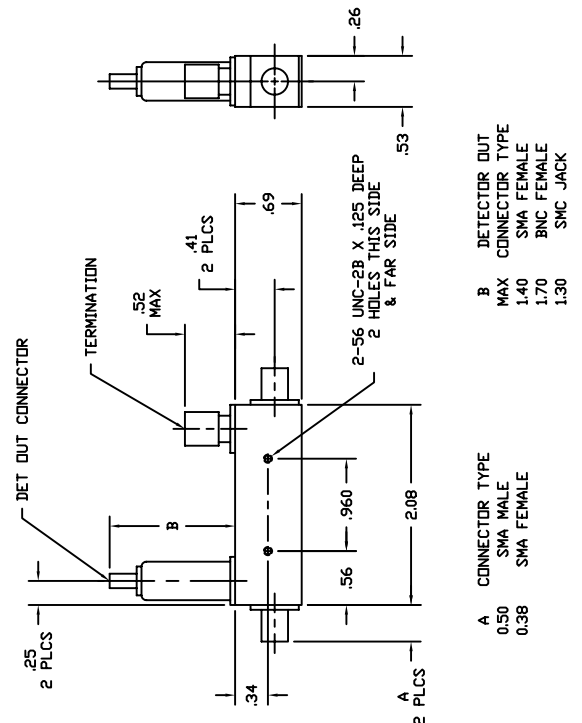 DET OUT CONNECTOR
TERMINATION
.25
2 PLCS
B
.52
MAX
.41
2 PLCS
.69
.34
.56
.960
2.08
A
2 PLCS
2-56 UNC-2B X .125 DEEP
2 HOLES THIS SIDE
& FAR SIDE
.26
.53
A CONNECTOR TYPE
0.50 SMA MALE
0.38 SMA FEMALE
B DETECTOR OUT
MAX CONNECTOR TYPE
1.40 SMA FEMALE
1.70 BNC FEMALE
1.30 SMC JACK